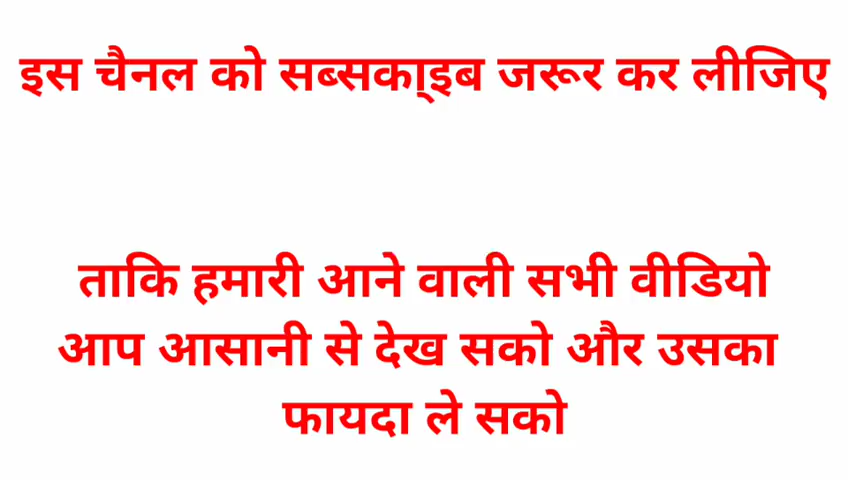 इस चैनल को सब्सका्इब जरूर कर लीजिए
ताकि हमारी आने वाली सभी वीडियो
आप आसानी से देख सको और उसका
फायदा ले सको